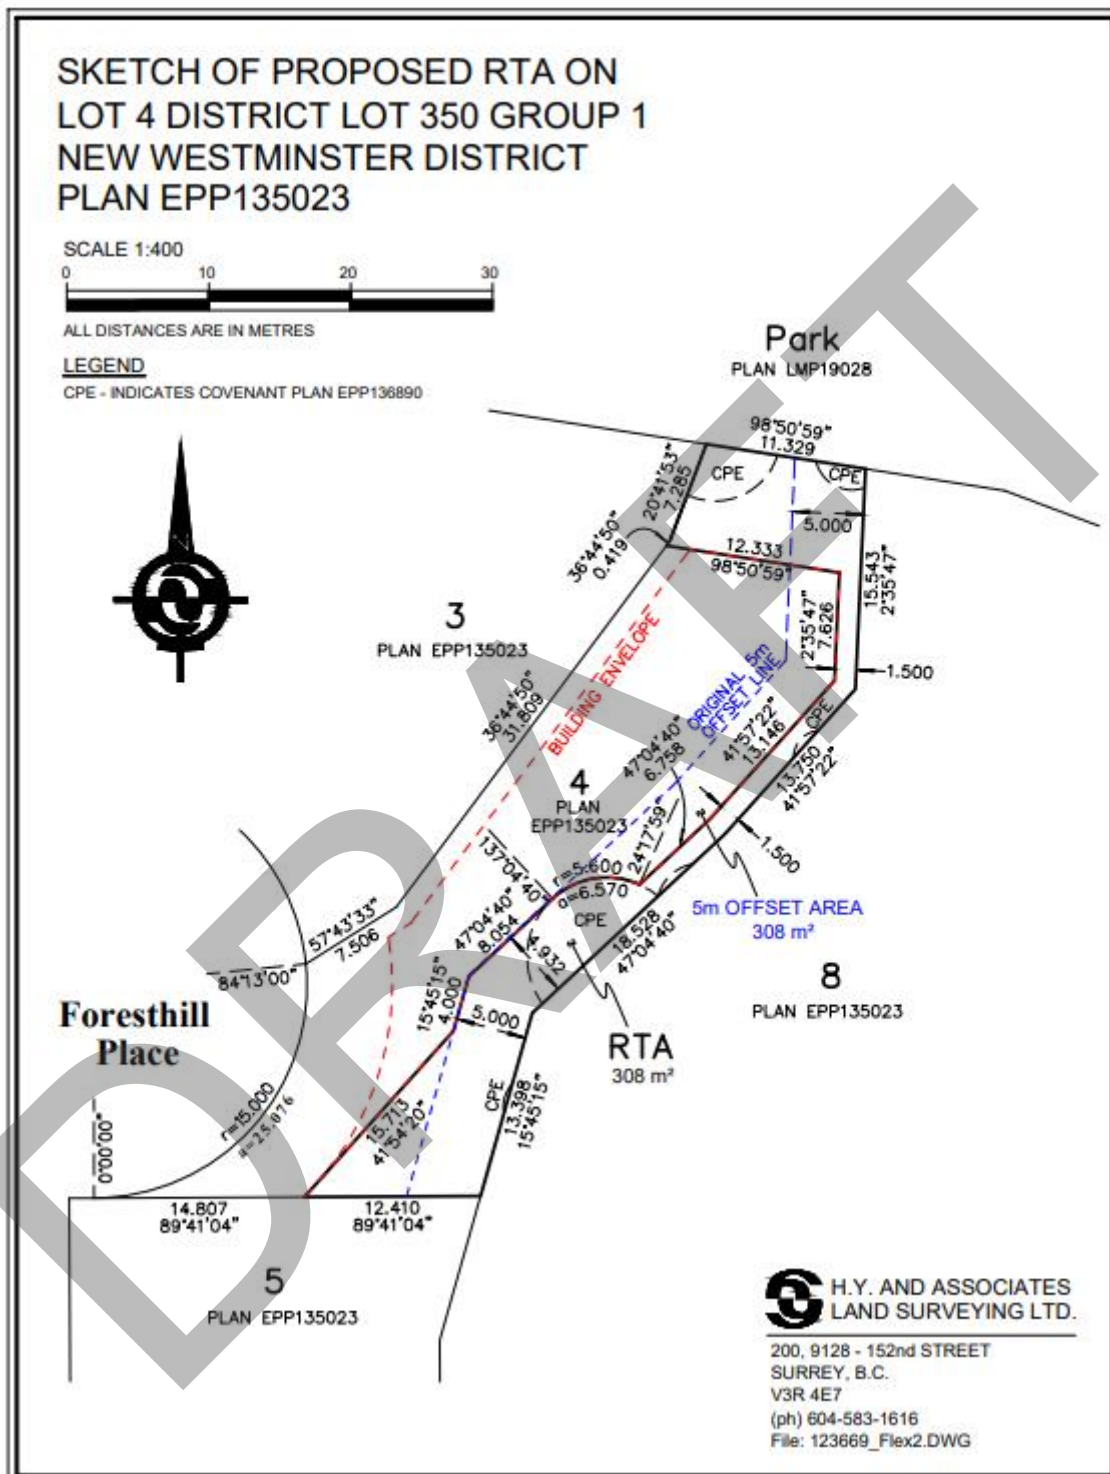 SKETCH OF PROPOSED RTA ON
LOT 4 DISTRICT LOT 350 GROUP 1
NEW WESTMINSTER DISTRICT
PLAN EPP135023
SCALE 1:400
0 10 20 30
ALL DISTANCES ARE IN METRES
LEGEND
CPE - INDICATES COVENANT PLAN EPP136890
Park
PLAN LMP19028
98°50'59"
11.329
20°41'53"
7.285
CPE
CPE
5.000
36°44'50"
0.419
12.333
98°50'59"
15.543
2°35'47"
2°35'47"
7.626
3
PLAN EPP135023
BUILDING ENVELOPE
ORIGINAL 5m
OFFSET LINE
1.500
36°44'50"
31.809
47°04'40"
6.758
41°57'22"
13.146
CPE
13.750
41°57'22"
4
PLAN
EPP135023
24°17'59"
137°04'40"
r=5.600
a=6.570
1.500
CPE
5m OFFSET AREA
308 m²
57°43'33"
7.506
47°04'40"
8.054
4.932
18.528
47°04'40"
84°13'00"
15°45'15"
4.000
5.000
8
PLAN EPP135023
Foresthill
Place
RTA
308 m²
CPE
13.398
15°45'15"
r=15.000
a=25.076
15.713
41°54'20"
0°00'00"
14.807
89°41'04"
12.410
89°41'04"
5
PLAN EPP135023
H.Y. AND ASSOCIATES
LAND SURVEYING LTD.
200, 9128 - 152nd STREET
SURREY, B.C.
V3R 4E7
(ph) 604-583-1616
File: 123669_Flex2.DWG
DRAFT